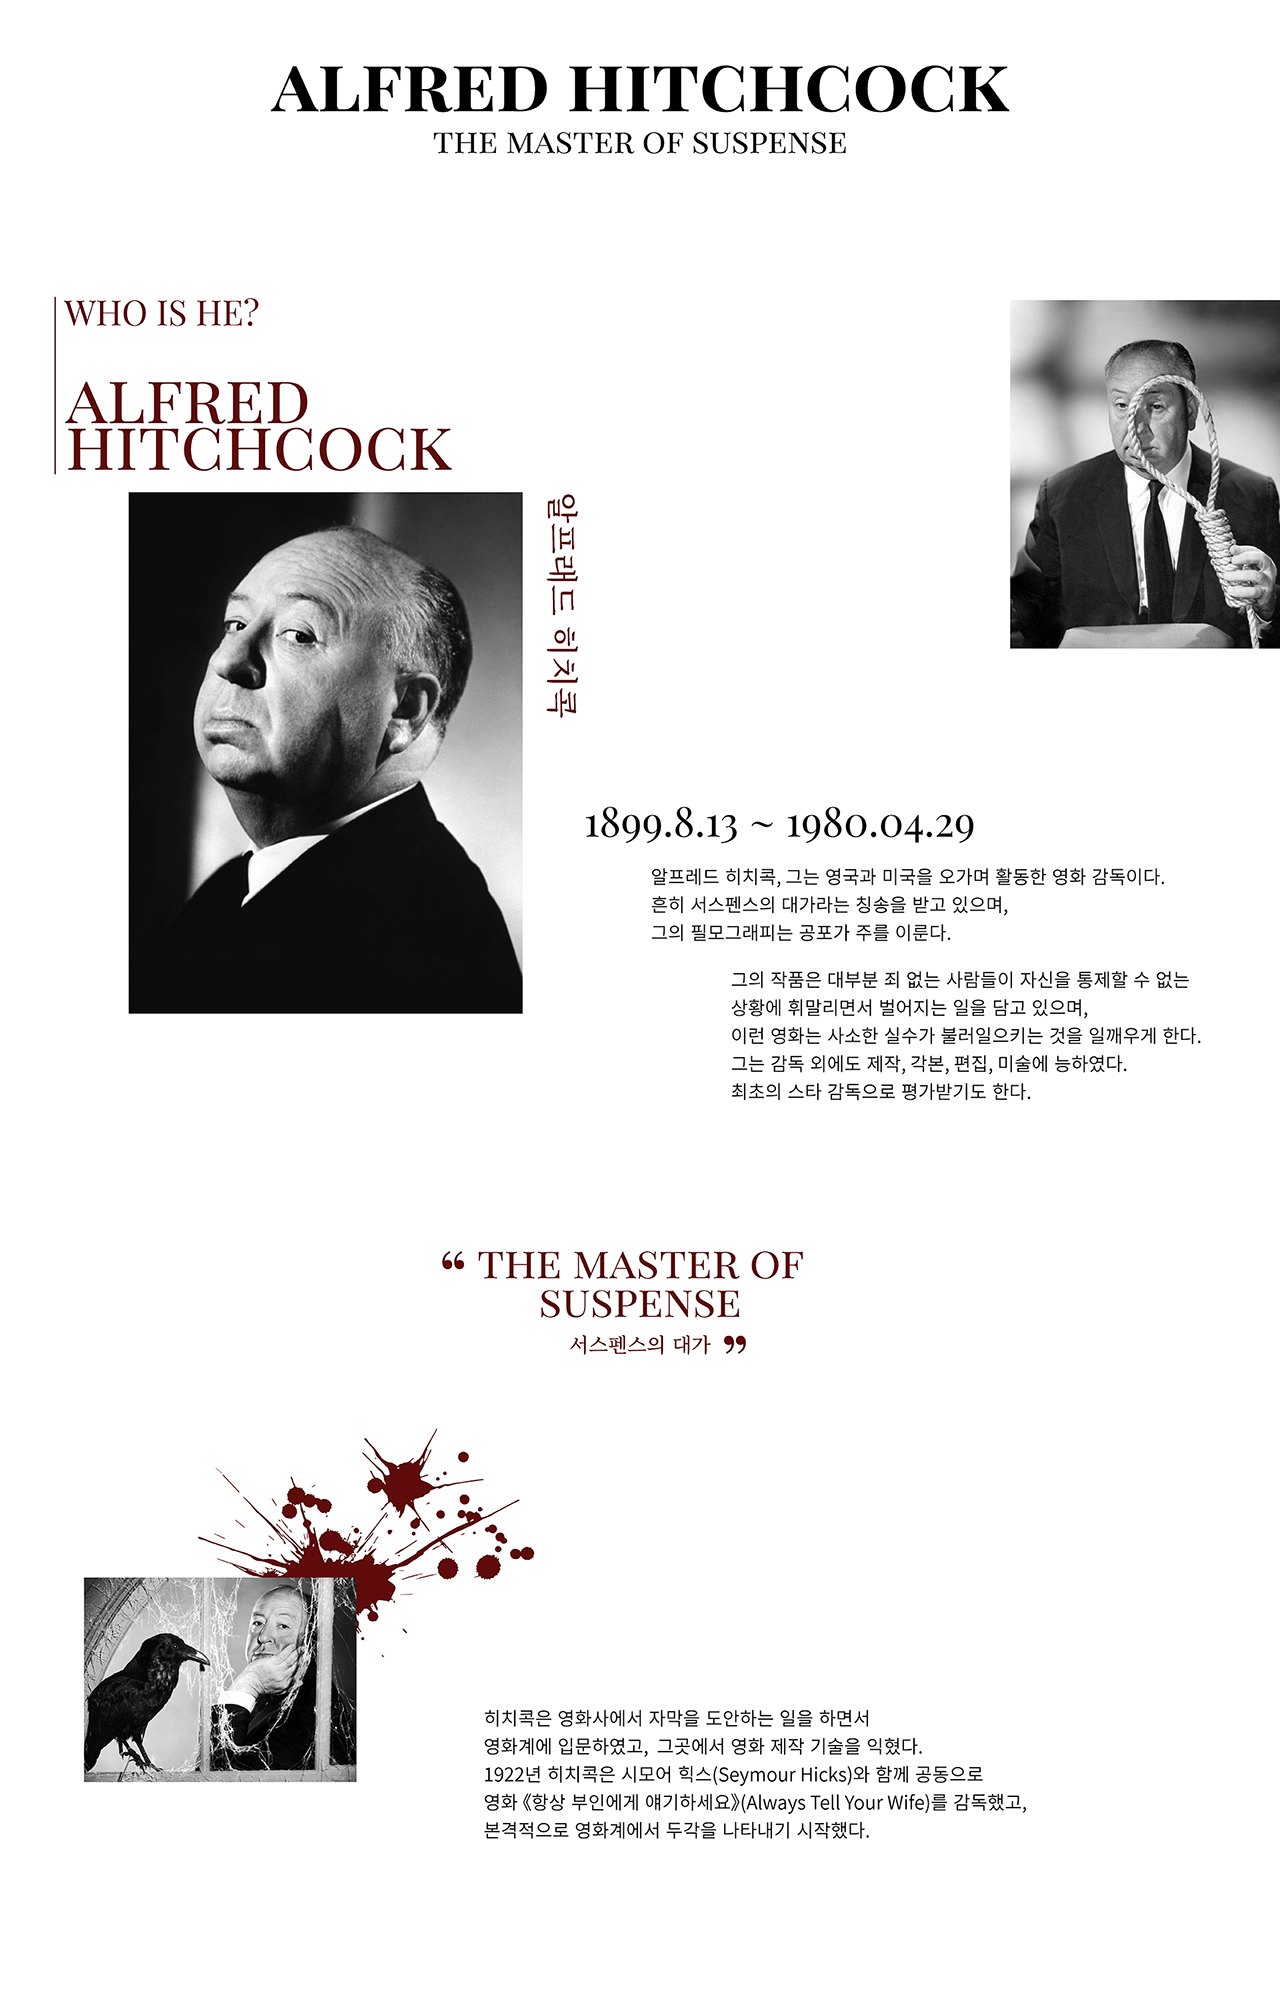 ALFRED HITCHCOCK
THE MASTER OF SUSPENSE
WHO IS HE?
ALFRED
HITCHCOCK
알프래드 히치콕
1899.8.13 ~ 1980.04.29
알프레드 히치콕, 그는 영국과 미국을 오가며 활동한 영화 감독이다.
흔히 서스펜스의 대가라는 칭송을 받고 있으며,
그의 필모그래피는 공포가 주를 이룬다.
그의 작품은 대부분 죄 없는 사람들이 자신을 통제할 수 없는
상황에 휘말리면서 벌어지는 일을 담고 있으며,
이런 영화는 사소한 실수가 불러일으키는 것을 일깨우게 한다.
그는 감독 외에도 제작, 각본, 편집, 미술에 능하였다.
최초의 스타 감독으로 평가받기도 한다.
“ THE MASTER OF
SUSPENSE
서스펜스의 대가 ”
히치콕은 영화사에서 자막을 도안하는 일을 하면서
영화계에 입문하였고, 그곳에서 영화 제작 기술을 익혔다.
1922년 히치콕은 시모어 힉스(Seymour Hicks)와 함께 공동으로
영화 《항상 부인에게 얘기하세요》(Always Tell Your Wife)를 감독했고,
본격적으로 영화계에서 두각을 나타내기 시작했다.